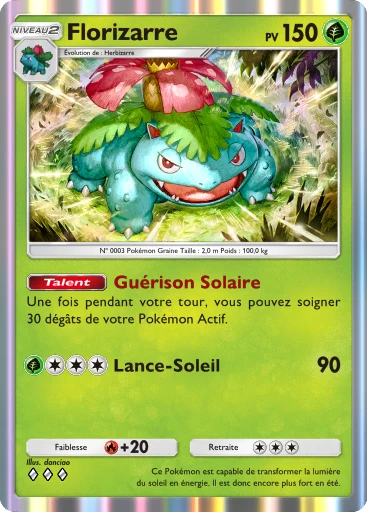 NIVEAU 2 Florizarre PV 150
Évolution de : Herbizarre
N° 0003 Pokémon Graine Taille : 2,0 m Poids : 100,0 kg
Talent Guérison Solaire
Une fois pendant votre tour, vous pouvez soigner
30 dégâts de votre Pokémon Actif.
Lance-Soleil 90
Faiblesse +20 Retraite
Illus. danciao
Ce Pokémon est capable de transformer la lumière
du soleil en énergie. Il est donc encore plus fort en été.